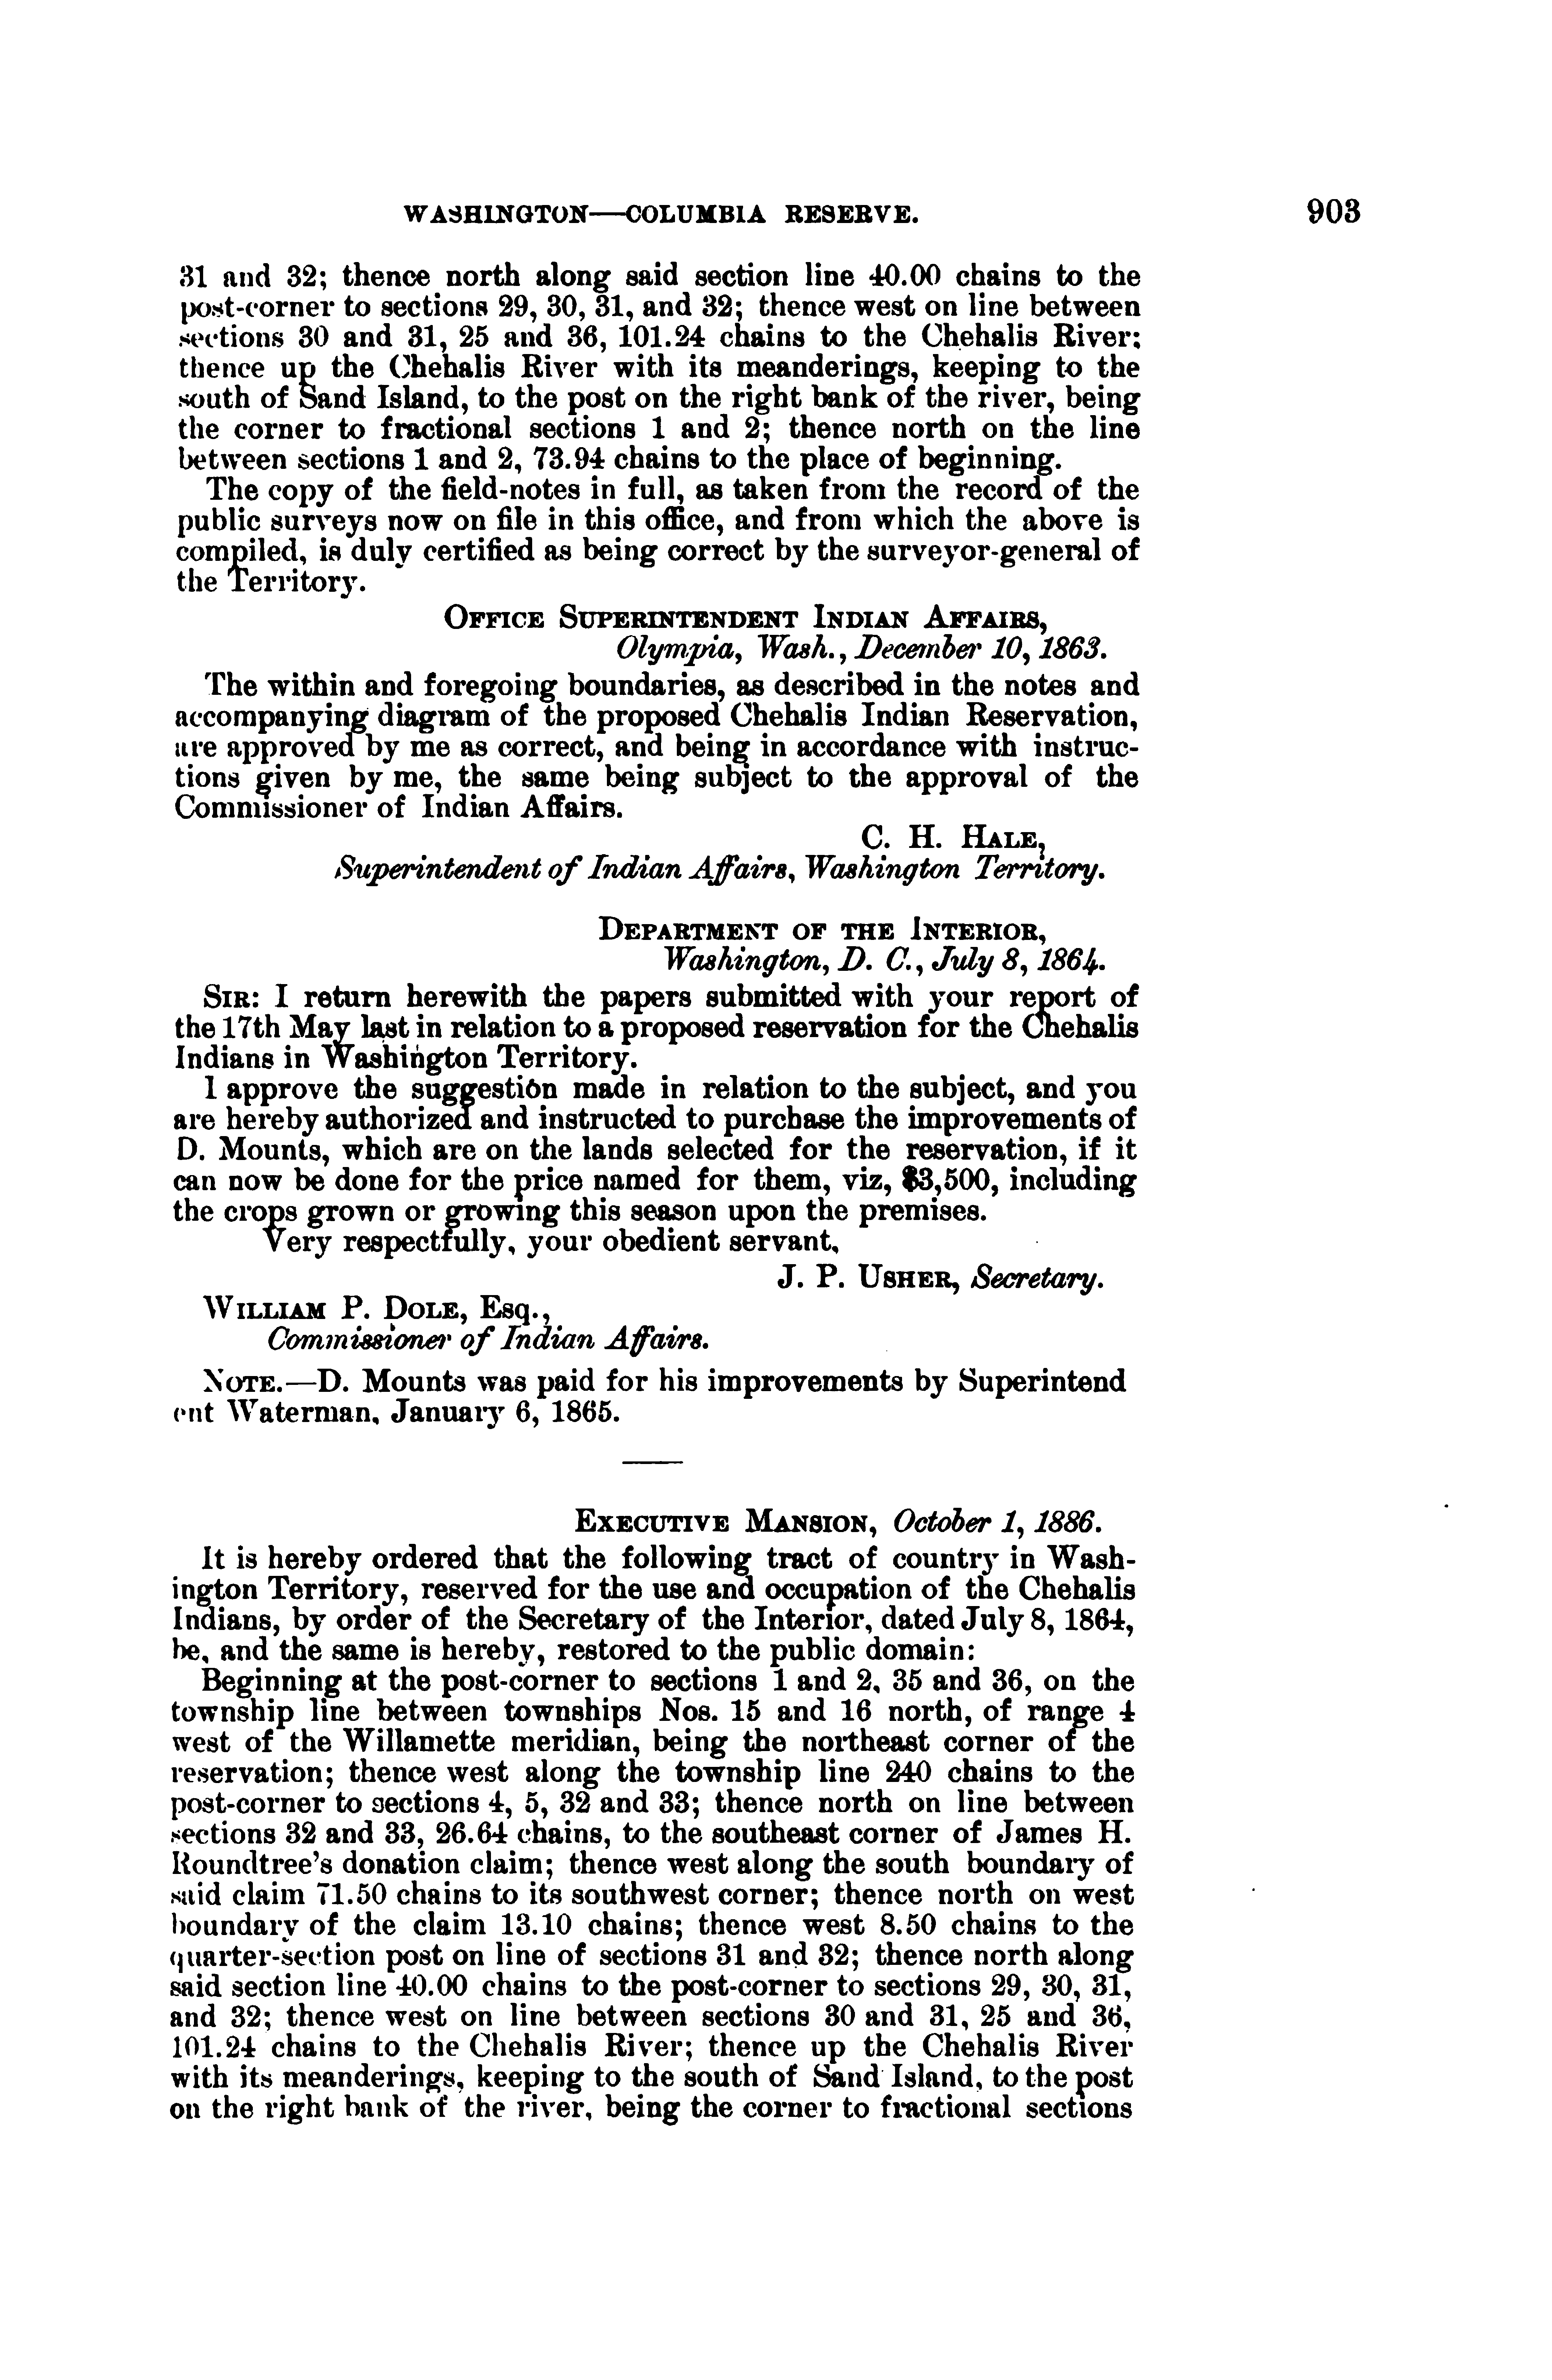 WASHINGTON—COLUMBIA RESERVE. 903
31 and 32; thence north along said section line 40.00 chains to the
post-corner to sections 29, 30, 31, and 32; thence west on line between
sections 30 and 31, 25 and 36, 101.24 chains to the Chehalis River;
thence up the Chehalis River with its meanderings, keeping to the
south of Sand Island, to the post on the right bank of the river, being
the corner to fractional sections 1 and 2; thence north on the line
between sections 1 and 2, 73.94 chains to the place of beginning.
The copy of the field-notes in full, as taken from the record of the
public surveys now on file in this office, and from which the above is
compiled, is duly certified as being correct by the surveyor-general of
the Territory.
OFFICE SUPERINTENDENT INDIAN AFFAIRS,
Olympia, Wash., December 10, 1863.
The within and foregoing boundaries, as described in the notes and
accompanying diagram of the proposed Chehalis Indian Reservation,
are approved by me as correct, and being in accordance with instruc-
tions given by me, the same being subject to the approval of the
Commissioner of Indian Affairs.
C. H. HALE,
Superintendent of Indian Affairs, Washington Territory.
DEPARTMENT OF THE INTERIOR,
Washington, D. C., July 8, 1864.
SIR: I return herewith the papers submitted with your report of
the 17th May last in relation to a proposed reservation for the Chehalis
Indians in Washington Territory.
I approve the suggestion made in relation to the subject, and you
are hereby authorized and instructed to purchase the improvements of
D. Mounts, which are on the lands selected for the reservation, if it
can now be done for the price named for them, viz, $3,500, including
the crops grown or growing this season upon the premises.
Very respectfully, your obedient servant,
J. P. USHER, Secretary.
WILLIAM P. DOLE, Esq.,
Commissioner of Indian Affairs.
NOTE.—D. Mounts was paid for his improvements by Superintend
ent Waterman, January 6, 1865.
EXECUTIVE MANSION, October 1, 1886.
It is hereby ordered that the following tract of country in Wash-
ington Territory, reserved for the use and occupation of the Chehalis
Indians, by order of the Secretary of the Interior, dated July 8, 1864,
be, and the same is hereby, restored to the public domain:
Beginning at the post-corner to sections 1 and 2, 35 and 36, on the
township line between townships Nos. 15 and 16 north, of range 4
west of the Willamette meridian, being the northeast corner of the
reservation; thence west along the township line 240 chains to the
post-corner to sections 4, 5, 32 and 33; thence north on line between
sections 32 and 33, 26.64 chains, to the southeast corner of James H.
Roundtree's donation claim; thence west along the south boundary of
said claim 71.50 chains to its southwest corner; thence north on west
boundary of the claim 13.10 chains; thence west 8.50 chains to the
quarter-section post on line of sections 31 and 32; thence north along
said section line 40.00 chains to the post-corner to sections 29, 30, 31,
and 32; thence west on line between sections 30 and 31, 25 and 36,
101.24 chains to the Chehalis River; thence up the Chehalis River
with its meanderings, keeping to the south of Sand Island, to the post
on the right bank of the river, being the corner to fractional sections